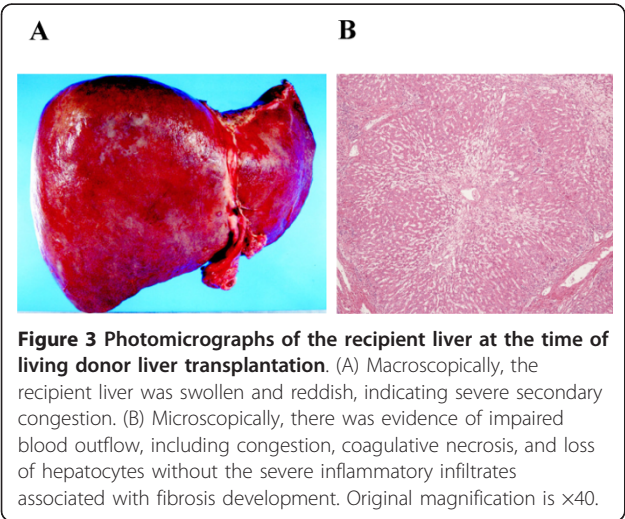 A B
Figure 3 Photomicrographs of the recipient liver at the time of
living donor liver transplantation. (A) Macroscopically, the
recipient liver was swollen and reddish, indicating severe secondary
congestion. (B) Microscopically, there was evidence of impaired
blood outflow, including congestion, coagulative necrosis, and loss
of hepatocytes without the severe inflammatory infiltrates
associated with fibrosis development. Original magnification is ×40.